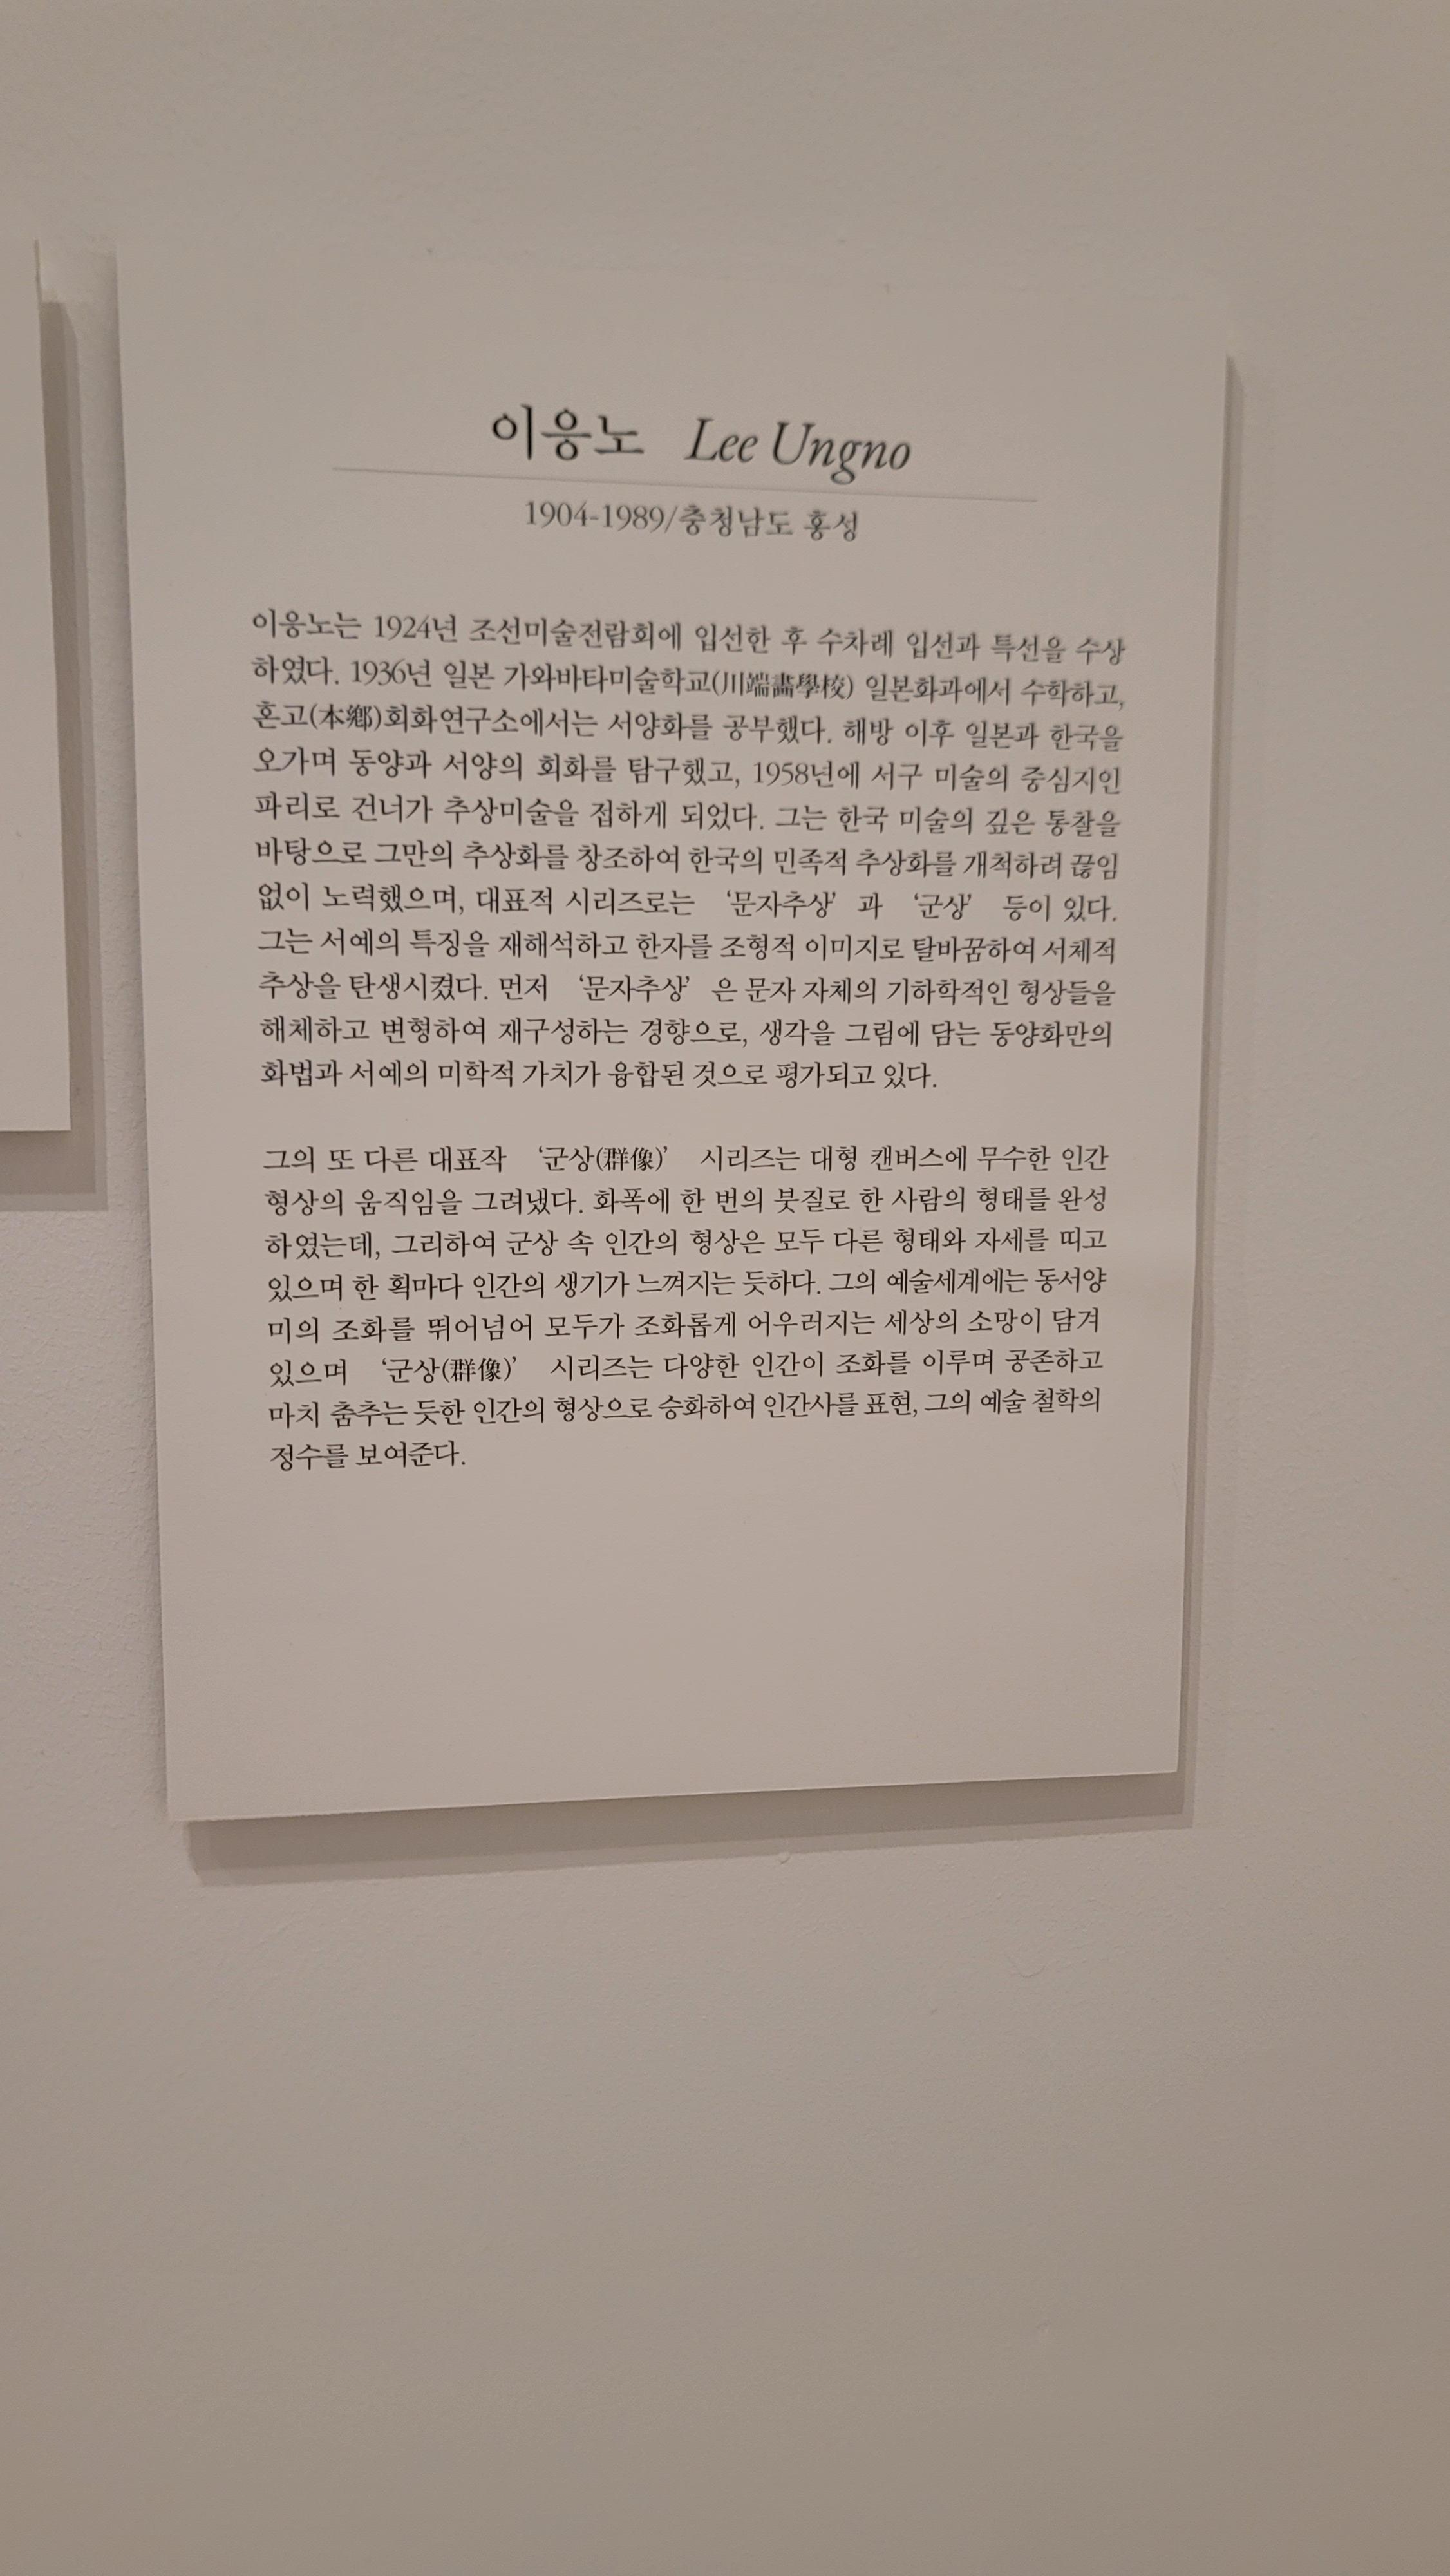 이응노 Lee Ungno
1904-1989/충청남도 홍성
이응노는 1924년 조선미술전람회에 입선한 후 수차례 입선과 특선을 수상
하였다. 1936년 일본 가와바타미술학교(川端畵學校) 일본화과에서 수학하고,
혼고(本鄕)회화연구소에서는 서양화를 공부했다. 해방 이후 일본과 한국을
오가며 동양과 서양의 회화를 탐구했고, 1958년에 서구 미술의 중심지인
파리로 건너가 추상미술을 접하게 되었다. 그는 한국 미술의 깊은 통찰을
바탕으로 그만의 추상화를 창조하여 한국의 민족적 추상화를 개척하려 끊임
없이 노력했으며, 대표적 시리즈로는 ‘문자추상’ 과 ‘군상’ 등이 있다.
그는 서예의 특징을 재해석하고 한자를 조형적 이미지로 탈바꿈하여 서체적
추상을 탄생시켰다. 먼저 ‘문자추상’ 은 문자 자체의 기하학적인 형상들을
해체하고 변형하여 재구성하는 경향으로, 생각을 그림에 담는 동양화만의
화법과 서예의 미학적 가치가 융합된 것으로 평가되고 있다.
그의 또 다른 대표작 ‘군상(群像)’ 시리즈는 대형 캔버스에 무수한 인간
형상의 움직임을 그려냈다. 화폭에 한 번의 붓질로 한 사람의 형태를 완성
하였는데, 그리하여 군상 속 인간의 형상은 모두 다른 형태와 자세를 띠고
있으며 한 획마다 인간의 생기가 느껴지는 듯하다. 그의 예술세계에는 동서양
미의 조화를 뛰어넘어 모두가 조화롭게 어우러지는 세상의 소망이 담겨
있으며 ‘군상(群像)’ 시리즈는 다양한 인간이 조화를 이루며 공존하고
마치 춤추는 듯한 인간의 형상으로 승화하여 인간사를 표현, 그의 예술 철학의
정수를 보여준다.